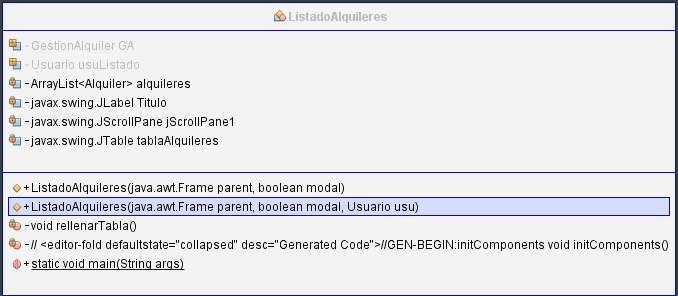 ListadoAlquileres
- GestionAlquiler GA
- Usuario usuListado
- ArrayList<Alquiler> alquileres
- javax.swing.JLabel Titulo
- javax.swing.JScrollPane jScrollPane1
- javax.swing.JTable tablaAlquileres
+ ListadoAlquileres(java.awt.Frame parent, boolean modal)
+ ListadoAlquileres(java.awt.Frame parent, boolean modal, Usuario usu)
- void rellenarTabla()
- // <editor-fold defaultstate="collapsed" desc="Generated Code">//GEN-BEGIN:initComponents void initComponents()
+ static void main(String args)